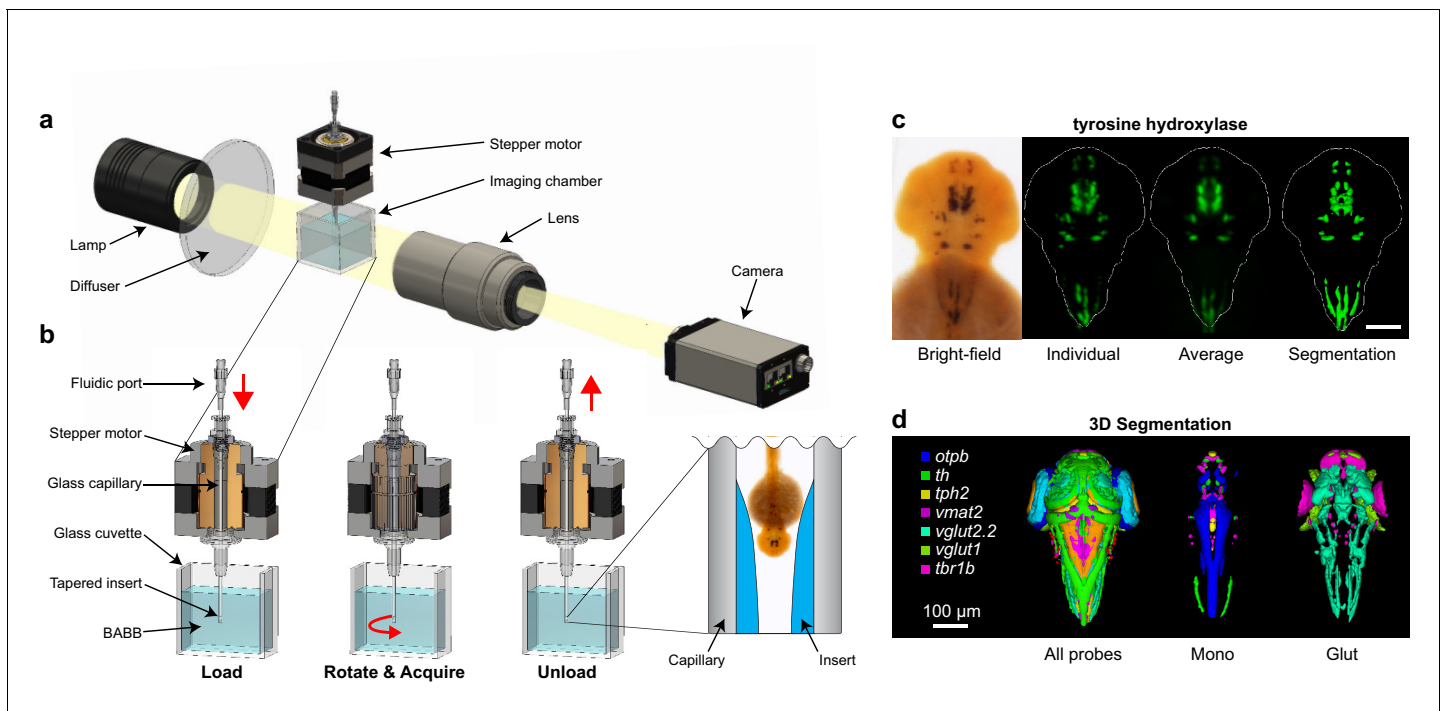 a
Stepper motor
Imaging chamber
Lens
Lamp
Diffuser
Camera
b
Fluidic port
Stepper motor
Glass capillary
Glass cuvette
Tapered insert
BABB
Load
Rotate & Acquire
Unload
Capillary
Insert
c
tyrosine hydroxylase
Bright-field
Individual
Average
Segmentation
d
3D Segmentation
otpb
th
tph2
vmat2
vglut2.2
vglut1
tbr1b
100 µm
All probes
Mono
Glut